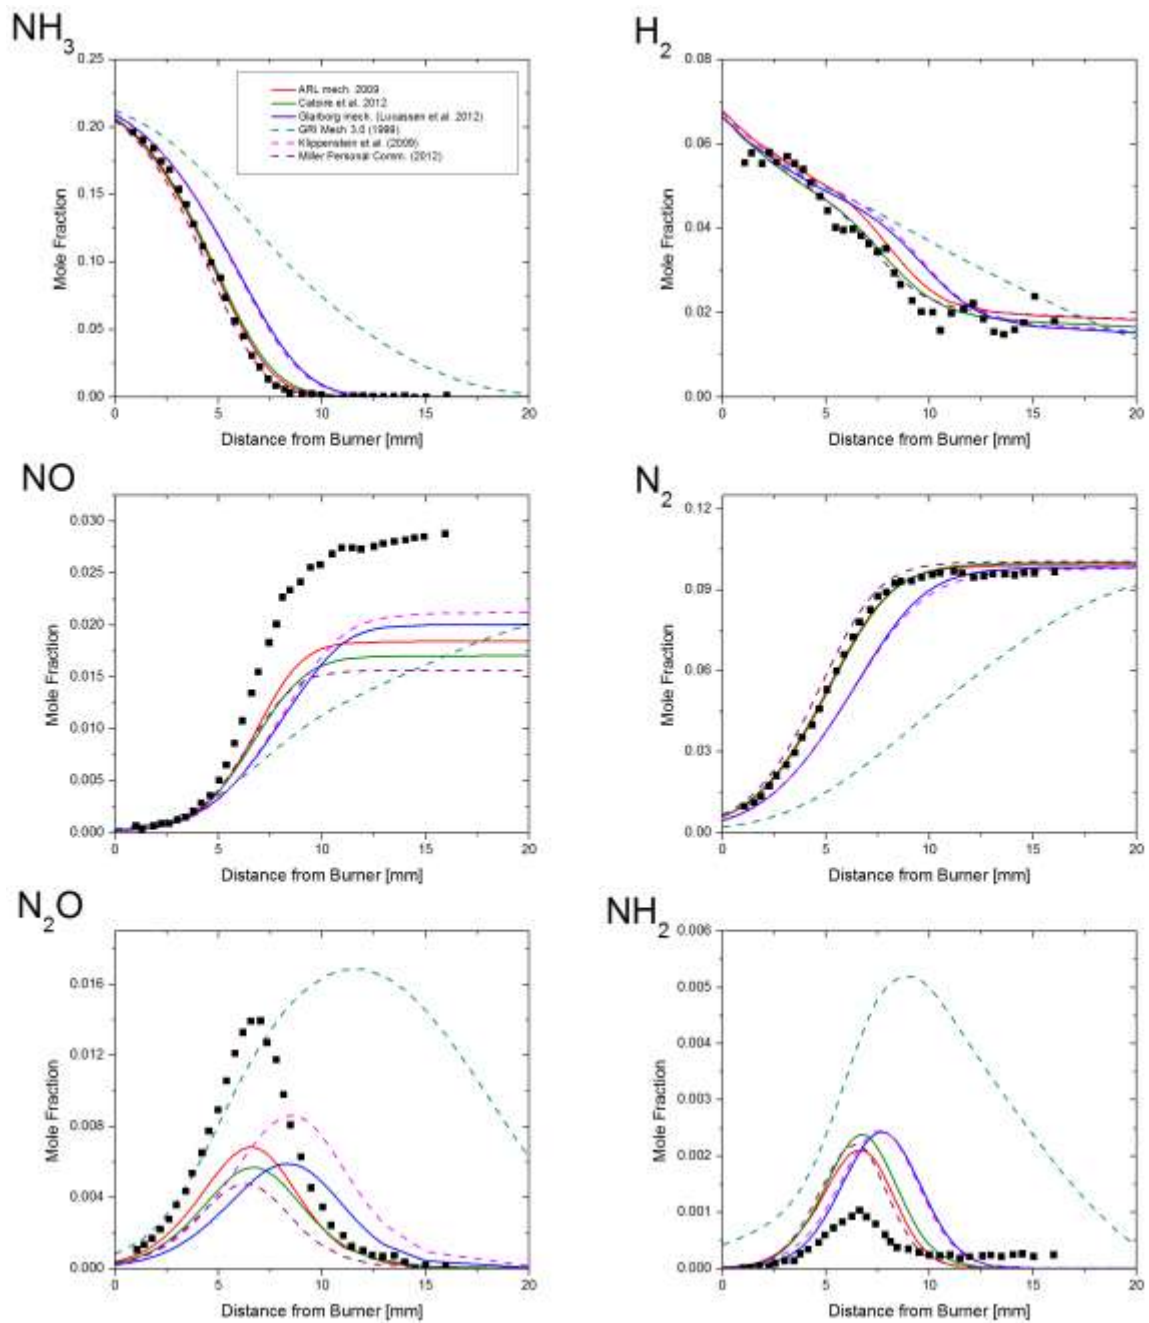 NH3
H2
0.25
0.20
0.15
0.10
0.05
0.00
Mole Fraction
ARL mech. 2009
Catoire et al. 2012
Glarborg mech. (Lucassen et al. 2012)
GRI Mech 3.0 (1999)
Klippenstein et al. (2009)
Miller Personal Comm. (2012)
0 5 10 15 20
Distance from Burner [mm]
0.08
0.06
0.04
0.02
0.00
Mole Fraction
0 5 10 15 20
Distance from Burner [mm]
NO
N2
0.030
0.025
0.020
0.015
0.010
0.005
0.000
Mole Fraction
0 5 10 15 20
Distance from Burner [mm]
0.12
0.09
0.06
0.03
0.00
Mole Fraction
0 5 10 15 20
Distance from Burner [mm]
N2O
NH2
0.016
0.012
0.008
0.004
0.000
Mole Fraction
0 5 10 15 20
Distance from Burner [mm]
0.006
0.005
0.004
0.003
0.002
0.001
0.000
Mole Fraction
0 5 10 15 20
Distance from Burner [mm]